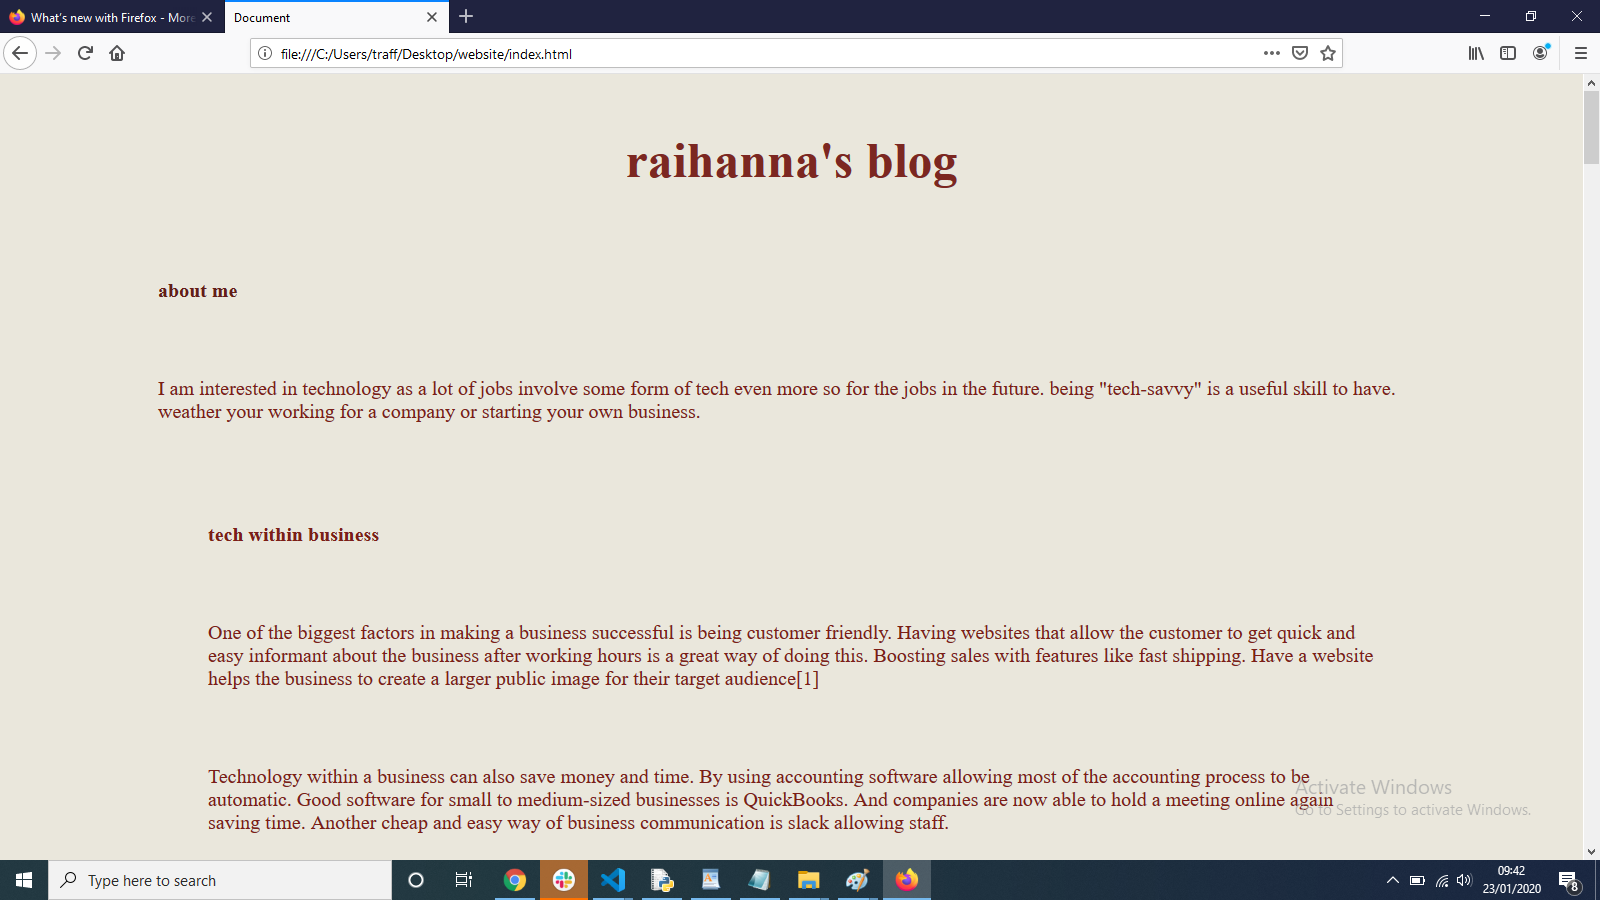 What's new with Firefox - More
Document
file:///C:/Users/traff/Desktop/website/index.html
raihanna's blog
about me
I am interested in technology as a lot of jobs involve some form of tech even more so for the jobs in the future. being "tech-savvy" is a useful skill to have.
weather your working for a company or starting your own business.
tech within business
One of the biggest factors in making a business successful is being customer friendly. Having websites that allow the customer to get quick and
easy informant about the business after working hours is a great way of doing this. Boosting sales with features like fast shipping. Have a website
helps the business to create a larger public image for their target audience[1]
Technology within a business can also save money and time. By using accounting software allowing most of the accounting process to be
automatic. Good software for small to medium-sized businesses is QuickBooks. And companies are now able to hold a meeting online again
saving time. Another cheap and easy way of business communication is slack allowing staff.
Activate Windows
Go to Settings to activate Windows.
Type here to search
09:42
23/01/2020
8